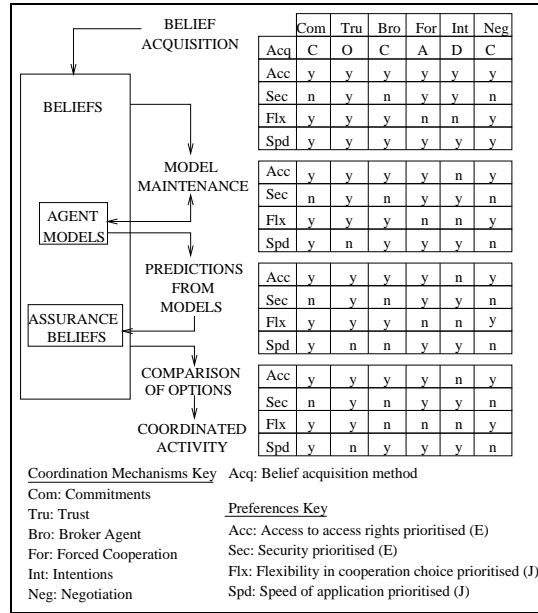 BELIEF
ACQUISITION
BELIEFS
MODEL
MAINTENANCE
AGENT
MODELS
PREDICTIONS
FROM
MODELS
ASSURANCE
BELIEFS
COMPARISON
OF OPTIONS
COORDINATED
ACTIVITY
Com Tru Bro For Int Neg
Acq C O C A D C
Acc y y y y y y
Sec n y n y y n
Flx y y y n n y
Spd y y y y y y
Acc y y y y n y
Sec n y n y y n
Flx y y y n n y
Spd y n y y y n
Acc y y y y n y
Sec n y n y y n
Flx y y y n n y
Spd y n n y y n
Acc y y y y n y
Sec n y n y y n
Flx y y n n n y
Spd y n y y y n
Coordination Mechanisms Key
Com: Commitments
Tru: Trust
Bro: Broker Agent
For: Forced Cooperation
Int: Intentions
Neg: Negotiation
Acq: Belief acquisition method
Preferences Key
Acc: Access to access rights prioritised (E)
Sec: Security prioritised (E)
Flx: Flexibility in cooperation choice prioritised (J)
Spd: Speed of application prioritised (J)